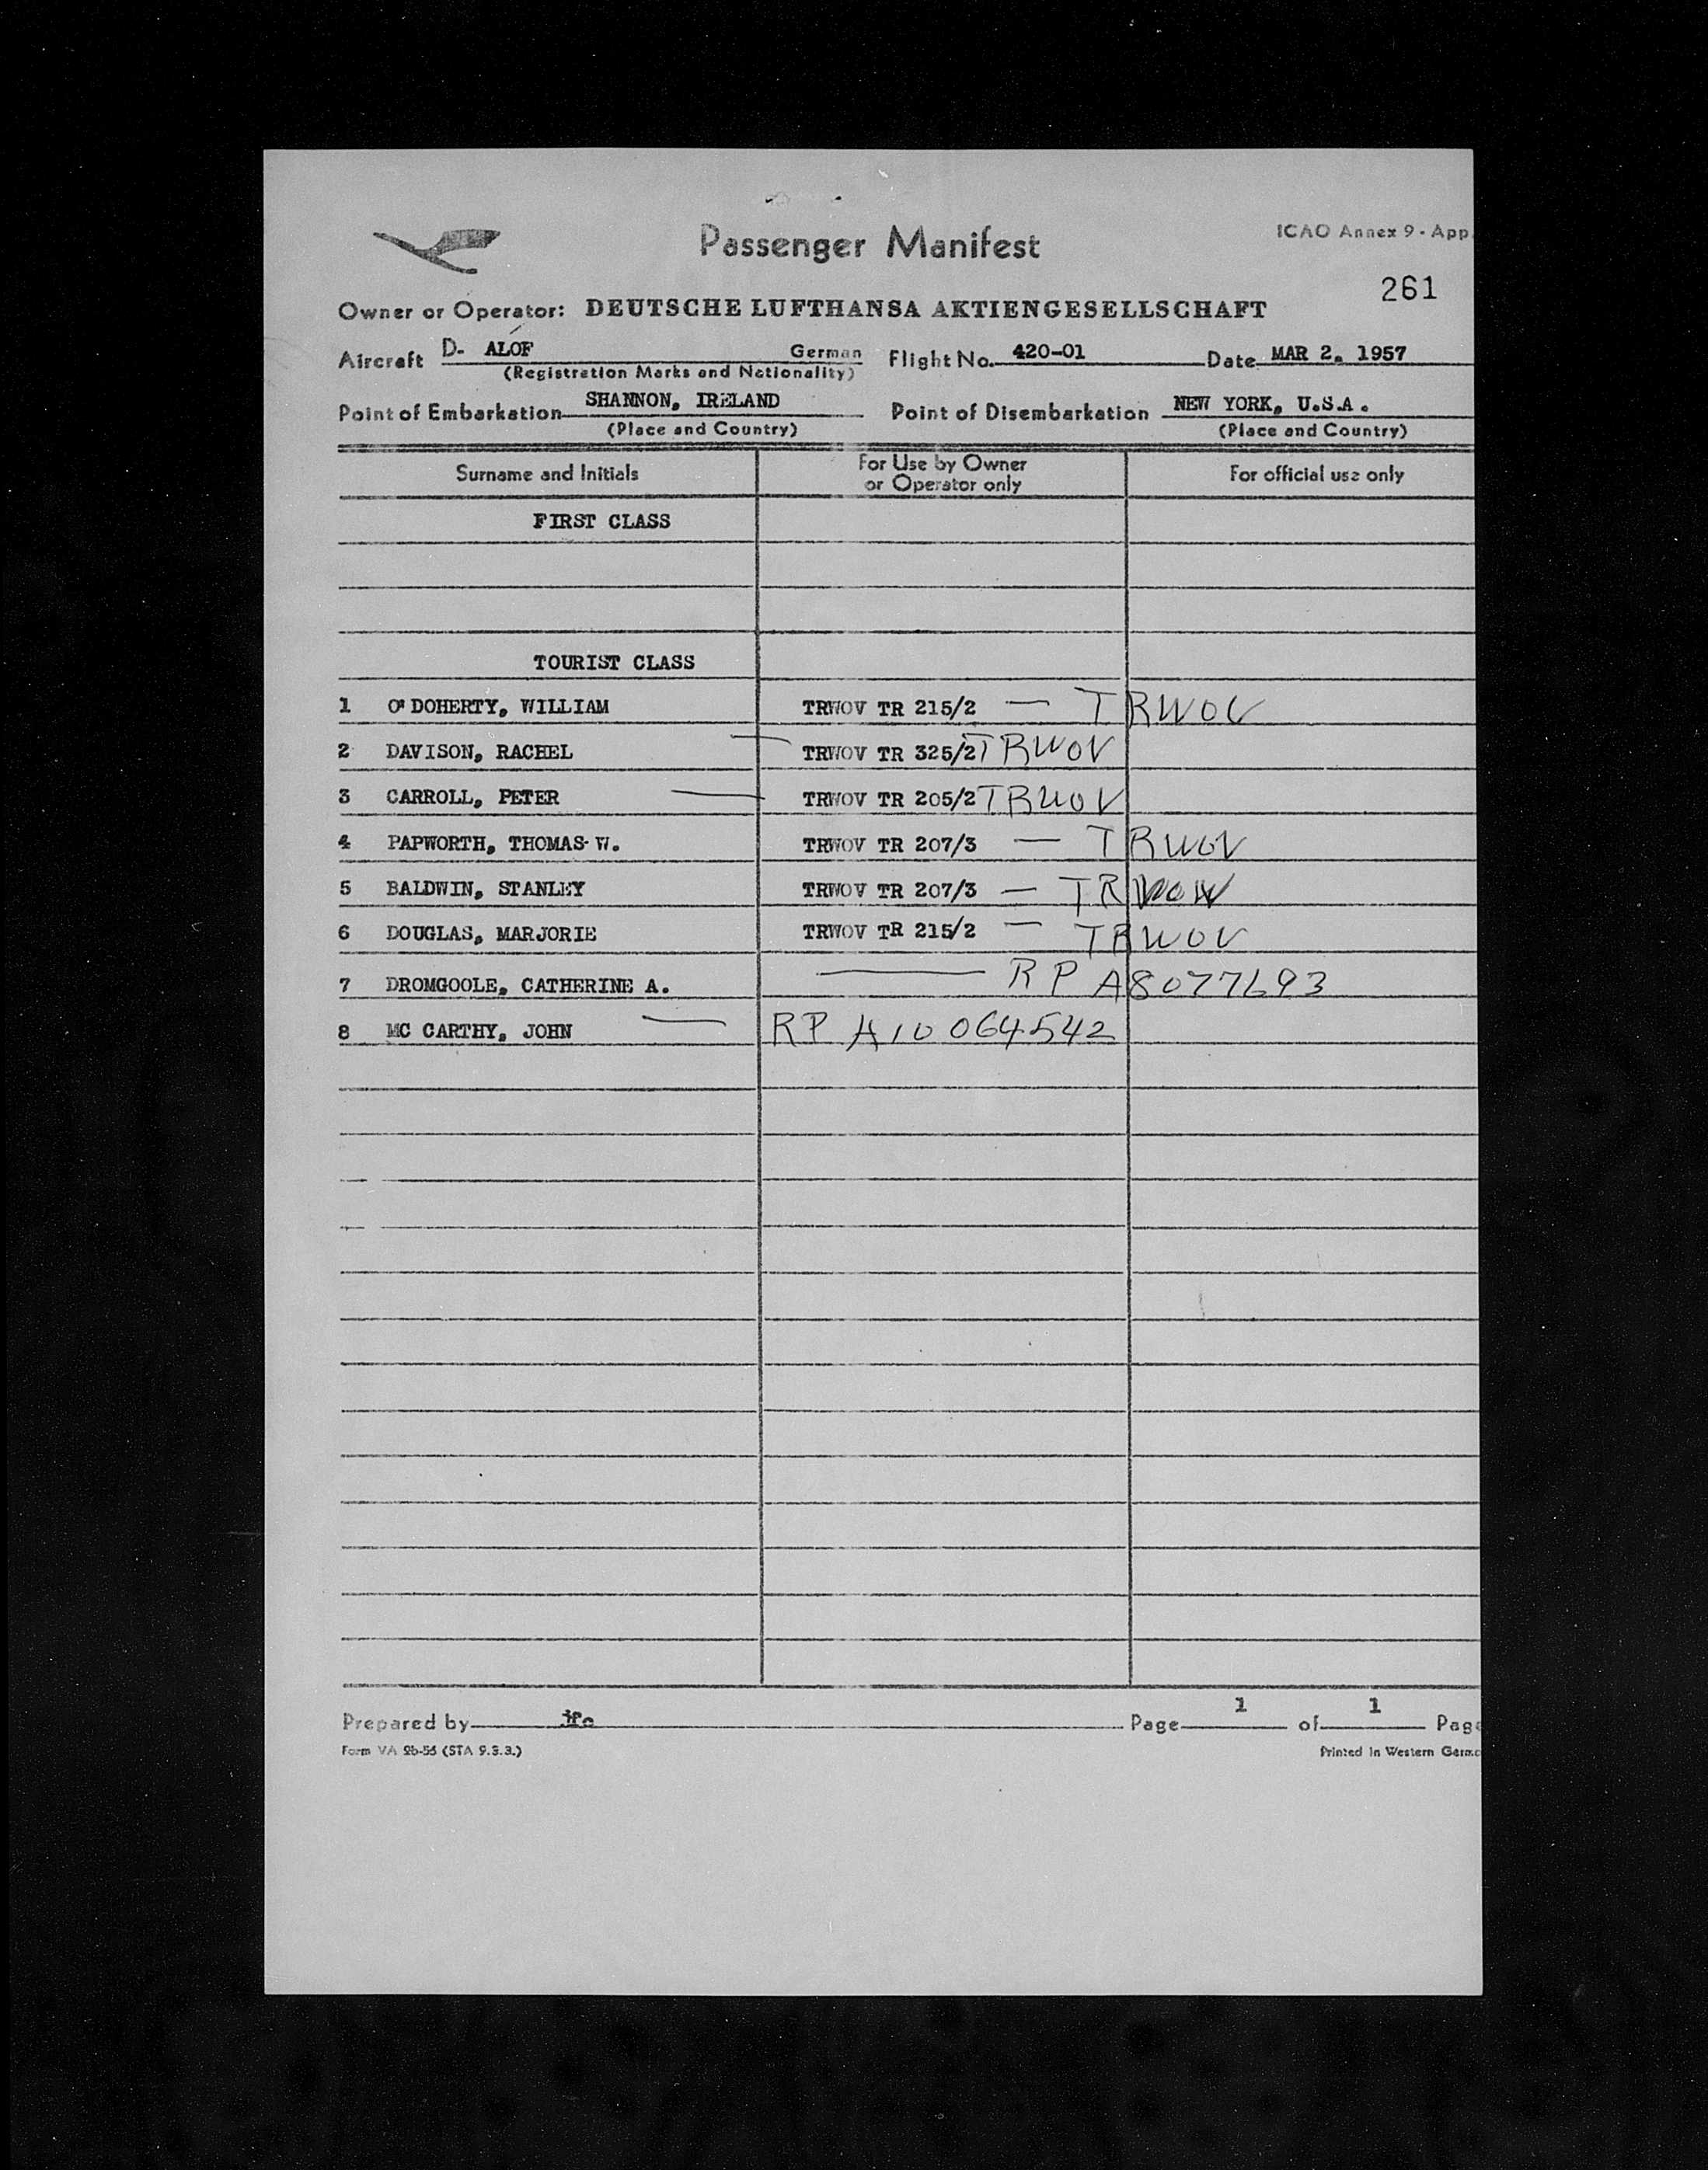 Passenger Manifest
ICAO Annex 9 - App.
261
Owner or Operator: DEUTSCHE LUFTHANSA AKTIENGESELLSCHAFT
Aircraft D- ALOF German Flight No. 420-01 Date MAR 2. 1957
(Registration Marks and Nationality)
Point of Embarkation SHANNON, IRELAND Point of Disembarkation NEW YORK, U.S.A.
(Place and Country) (Place and Country)
Surname and Initials For Use by Owner or Operator only For official use only
FIRST CLASS
TOURIST CLASS
1 O'DOHERTY, WILLIAM TRWOV TR 215/2 — TRWOV
2 DAVISON, RACHEL — TRWOV TR 325/2 TRWOV
3 CARROLL, PETER — TRWOV TR 205/2 TRWOV
4 PAPWORTH, THOMAS W. TRWOV TR 207/3 — TRWOV
5 BALDWIN, STANLEY TRWOV TR 207/3 — TRWOV
6 DOUGLAS, MARJORIE TRWOV TR 215/2 — TRWOV
7 DROMGOOLE, CATHERINE A. — RP A8077693
8 MC CARTHY, JOHN — RP A10 064542
Prepared by Page 1 of 1 Page
Form VA 9b-56 (STA 9.3.3.) Printed in Western Germa